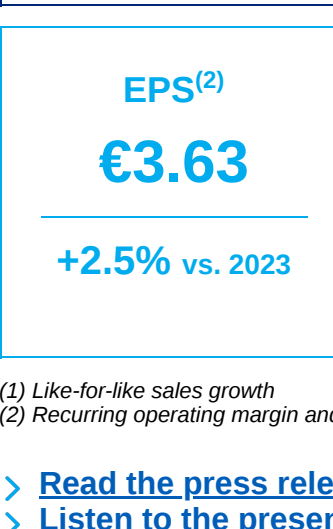 EPS(2)
€3.63
+2.5% vs. 2023
(1) Like-for-like sales growth
(2) Recurring operating margin and
Read the press rele
Listen to the presen